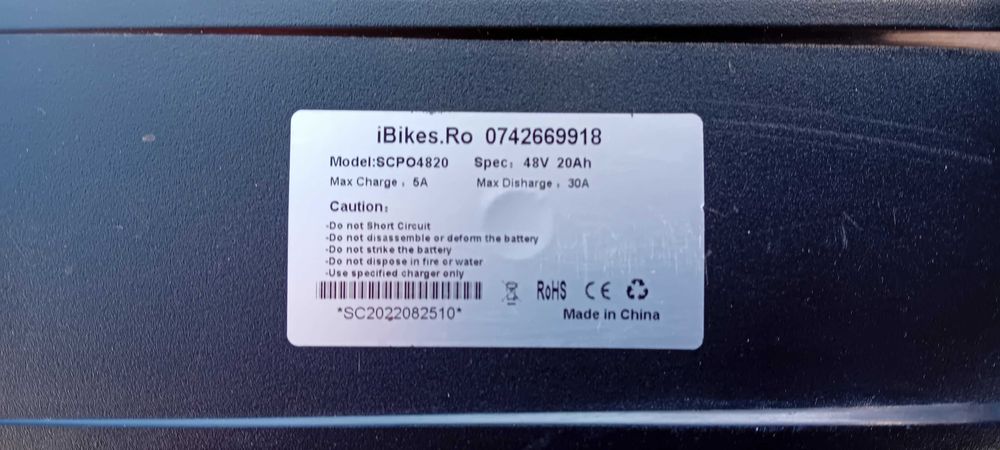 iBikes.Ro 0742669918
Model:SCPO4820 Spec: 48V 20Ah
Max Charge : 5A Max Disharge : 30A
Caution:
-Do not Short Circuit
-Do not disassemble or deform the battery
-Do not strike the battery
-Do not dispose in fire or water
-Use specified charger only
RoHS CE
*SC2022082510*
Made in China